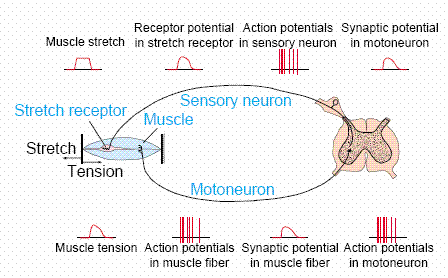 Muscle stretch
Receptor potential
in stretch receptor
Action potentials
in sensory neuron
Synaptic potential
in motoneuron
Sensory neuron
Stretch receptor
Muscle
Stretch
Tension
Motoneuron
Muscle tension
Action potentials
in muscle fiber
Synaptic potential
in muscle fiber
Action potentials
in motoneuron